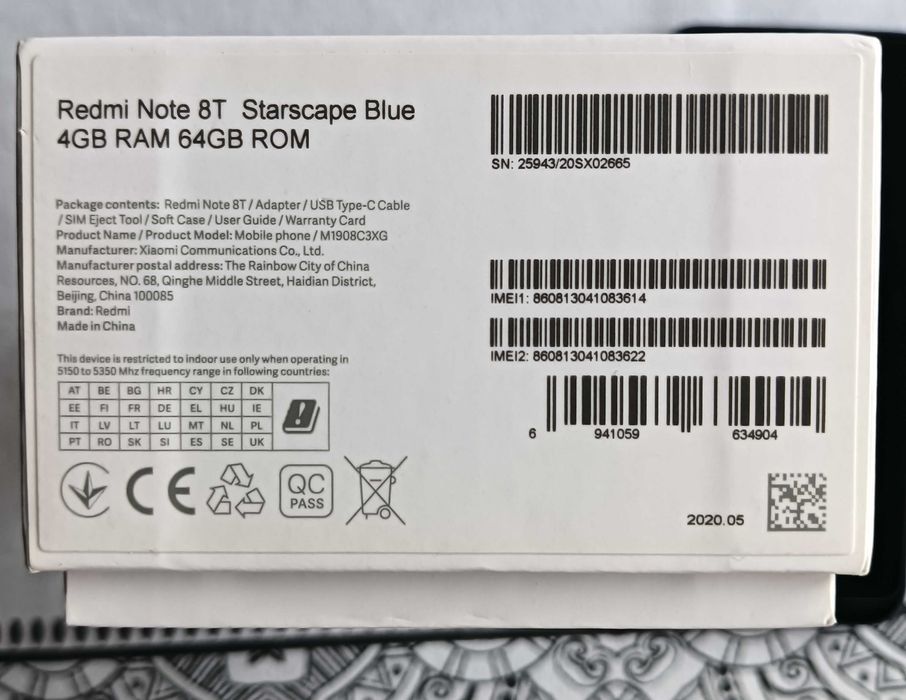 Redmi Note 8T  Starscape Blue
4GB RAM 64GB ROM
SN: 25943/20SX02665
Package contents: Redmi Note 8T / Adapter / USB Type-C Cable
/ SIM Eject Tool / Soft Case / User Guide / Warranty Card
Product Name / Product Model: Mobile phone / M1908C3XG
Manufacturer: Xiaomi Communications Co., Ltd.
Manufacturer postal address: The Rainbow City of China
Resources, NO. 68, Qinghe Middle Street, Haidian District,
Beijing, China 100085
Brand: Redmi
Made in China
IMEI1: 860813041083614
IMEI2: 860813041083622
This device is restricted to indoor use only when operating in
5150 to 5350 Mhz frequency range in following countries:
AT BE BG HR CY CZ DK
EE FI FR DE EL HU IE
IT LV LT LU MT NL PL
PT RO SK SI ES SE UK
6 941059 634904
CE
QC
PASS
2020.05